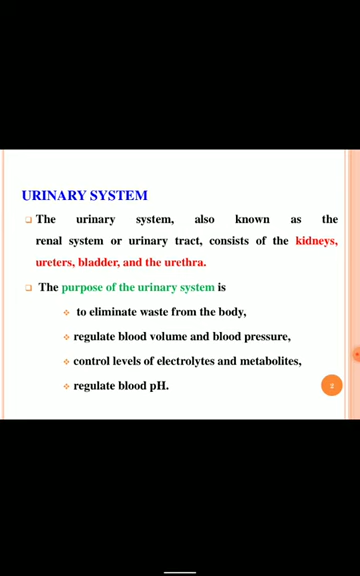 URINARY SYSTEM
The urinary system, also known as the
renal system or urinary tract, consists of the kidneys,
ureters, bladder, and the urethra.
The purpose of the urinary system is
to eliminate waste from the body,
regulate blood volume and blood pressure,
control levels of electrolytes and metabolites,
regulate blood pH.
2